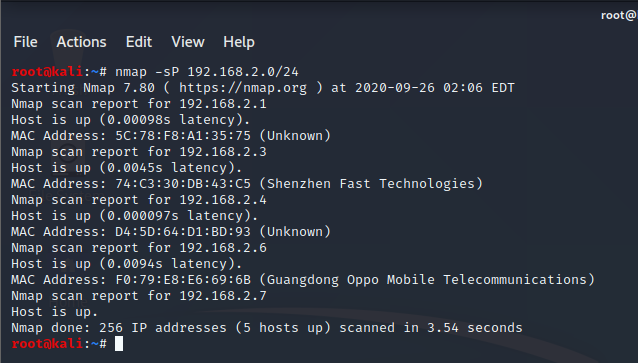 root@
File Actions Edit View Help
root@kali:~# nmap -sP 192.168.2.0/24
Starting Nmap 7.80 ( https://nmap.org ) at 2020-09-26 02:06 EDT
Nmap scan report for 192.168.2.1
Host is up (0.00098s latency).
MAC Address: 5C:78:F8:A1:35:75 (Unknown)
Nmap scan report for 192.168.2.3
Host is up (0.0045s latency).
MAC Address: 74:C3:30:DB:43:C5 (Shenzhen Fast Technologies)
Nmap scan report for 192.168.2.4
Host is up (0.000097s latency).
MAC Address: D4:5D:64:D1:BD:93 (Unknown)
Nmap scan report for 192.168.2.6
Host is up (0.0094s latency).
MAC Address: F0:79:E8:E6:69:6B (Guangdong Oppo Mobile Telecommunications)
Nmap scan report for 192.168.2.7
Host is up.
Nmap done: 256 IP addresses (5 hosts up) scanned in 3.54 seconds
root@kali:~#